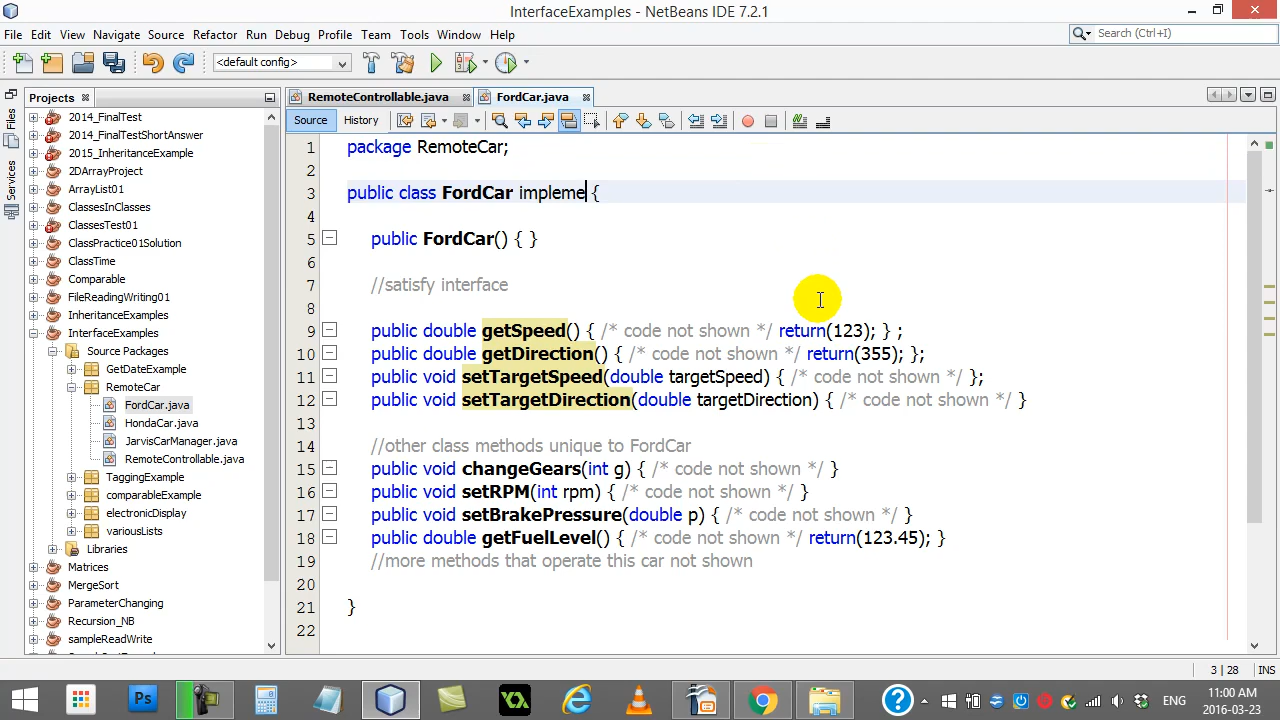 InterfaceExamples - NetBeans IDE 7.2.1
File Edit View Navigate Source Refactor Run Debug Profile Team Tools Window Help
Search (Ctrl+I)
<default config>
Projects
RemoteControllable.java
FordCar.java
Files
Services
Source
History
2014_FinalTest
2014_FinalTestShortAnswer
2015_InheritanceExample
2DArrayProject
ArrayList01
ClassesInClasses
ClassesTest01
ClassPractice01Solution
ClassTime
Comparable
FileReadingWriting01
InheritanceExamples
InterfaceExamples
Source Packages
GetDateExample
RemoteCar
FordCar.java
HondaCar.java
JarvisCarManager.java
RemoteControllable.java
TaggingExample
comparableExample
electronicDisplay
variousLists
Libraries
Matrices
MergeSort
ParameterChanging
Recursion_NB
sampleReadWrite
1 package RemoteCar;
2
3 public class FordCar impleme {
4
5 public FordCar() { }
6
7 //satisfy interface
8
9 public double getSpeed() { /* code not shown */ return(123); } ;
10 public double getDirection() { /* code not shown */ return(355); };
11 public void setTargetSpeed(double targetSpeed) { /* code not shown */ };
12 public void setTargetDirection(double targetDirection) { /* code not shown */ }
13
14 //other class methods unique to FordCar
15 public void changeGears(int g) { /* code not shown */ }
16 public void setRPM(int rpm) { /* code not shown */ }
17 public void setBrakePressure(double p) { /* code not shown */ }
18 public double getFuelLevel() { /* code not shown */ return(123.45); }
19 //more methods that operate this car not shown
20
21 }
22
3 | 28 INS
Ps
ENG
11:00 AM
2016-03-23